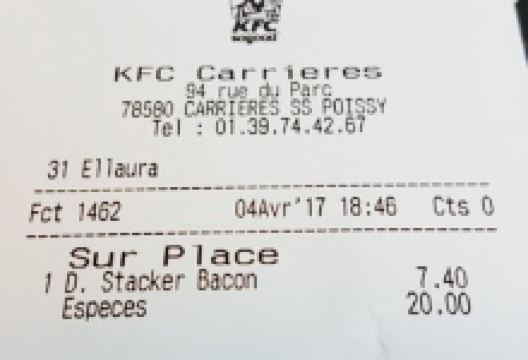 KFC
KFC Carrieres
94 rue du Parc
78580 CARRIERES SS POISSY
Tel : 01.39.74.42.67
31 Ellaura
Fct 1462 04Avr'17 18:46 Cts 0
Sur Place
1 D. Stacker Bacon 7.40
Especes 20.00